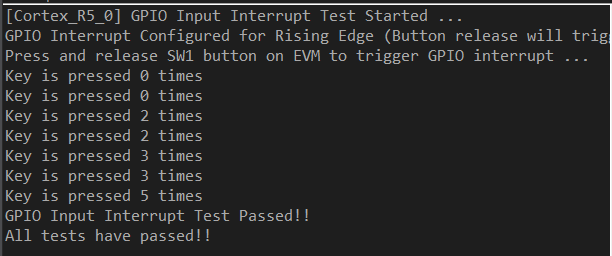 [Cortex_R5_0] GPIO Input Interrupt Test Started ...
GPIO Interrupt Configured for Rising Edge (Button release will trig
Press and release SW1 button on EVM to trigger GPIO interrupt ...
Key is pressed 0 times
Key is pressed 0 times
Key is pressed 2 times
Key is pressed 2 times
Key is pressed 3 times
Key is pressed 3 times
Key is pressed 5 times
GPIO Input Interrupt Test Passed!!
All tests have passed!!